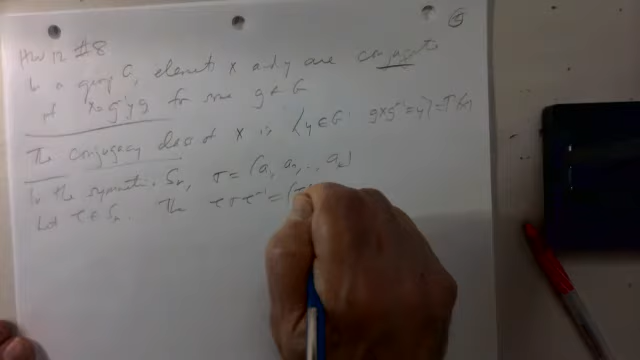 5
HW 12 #8
In a group G, elements x and y are conjugate
if x = g⁻¹yg for some g ∈ G
The conjugacy class of x is {y ∈ G: gxg⁻¹ = y}
In the symmetric Sₙ, σ = (a₁ a₂ ... aₖ)
Let τ ∈ Sₙ. Then τστ⁻¹ = (